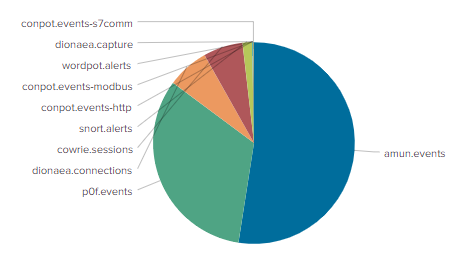 conpot.events-s7comm
dionaea.capture
wordpot.alerts
conpot.events-modbus
conpot.events-http
snort.alerts
cowrie.sessions
dionaea.connections
p0f.events
amun.events